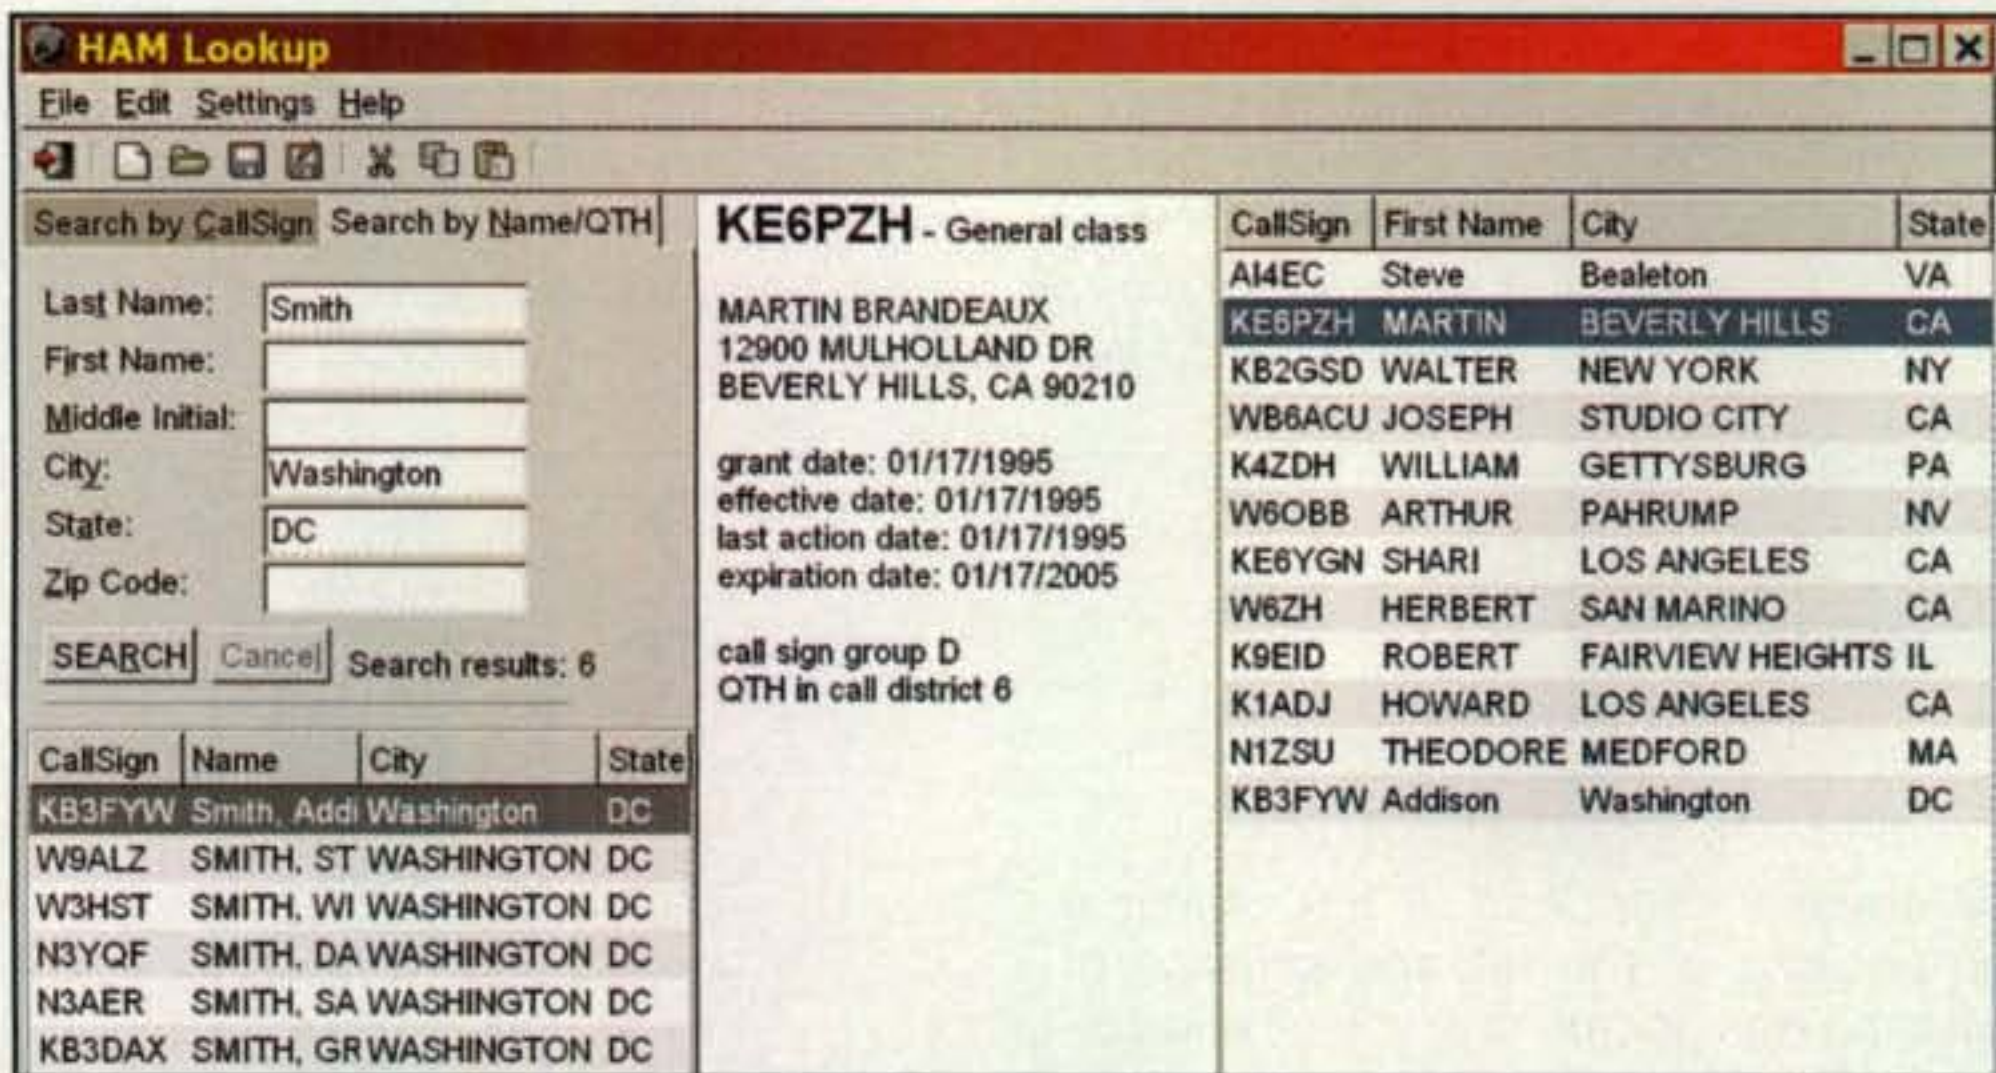 HAM Lookup
File Edit Settings Help
Search by CallSign Search by Name/QTH
Last Name: Smith
First Name:
Middle Initial:
City: Washington
State: DC
Zip Code:
SEARCH Cancel Search results: 6
CallSign Name City State
KB3FYW Smith, Addi Washington DC
W9ALZ SMITH, ST WASHINGTON DC
W3HST SMITH, WI WASHINGTON DC
N3YQF SMITH, DA WASHINGTON DC
N3AER SMITH, SA WASHINGTON DC
KB3DAX SMITH, GR WASHINGTON DC
KE6PZH - General class
MARTIN BRANDEAUX
12900 MULHOLLAND DR
BEVERLY HILLS, CA 90210
grant date: 01/17/1995
effective date: 01/17/1995
last action date: 01/17/1995
expiration date: 01/17/2005
call sign group D
QTH in call district 6
CallSign First Name City State
AI4EC Steve Bealeton VA
KE6PZH MARTIN BEVERLY HILLS CA
KB2GSD WALTER NEW YORK NY
WB6ACU JOSEPH STUDIO CITY CA
K4ZDH WILLIAM GETTYSBURG PA
W6OBB ARTHUR PAHRUMP NV
KE6YGN SHARI LOS ANGELES CA
W6ZH HERBERT SAN MARINO CA
K9EID ROBERT FAIRVIEW HEIGHTS IL
K1ADJ HOWARD LOS ANGELES CA
N1ZSU THEODORE MEDFORD MA
KB3FYW Addison Washington DC